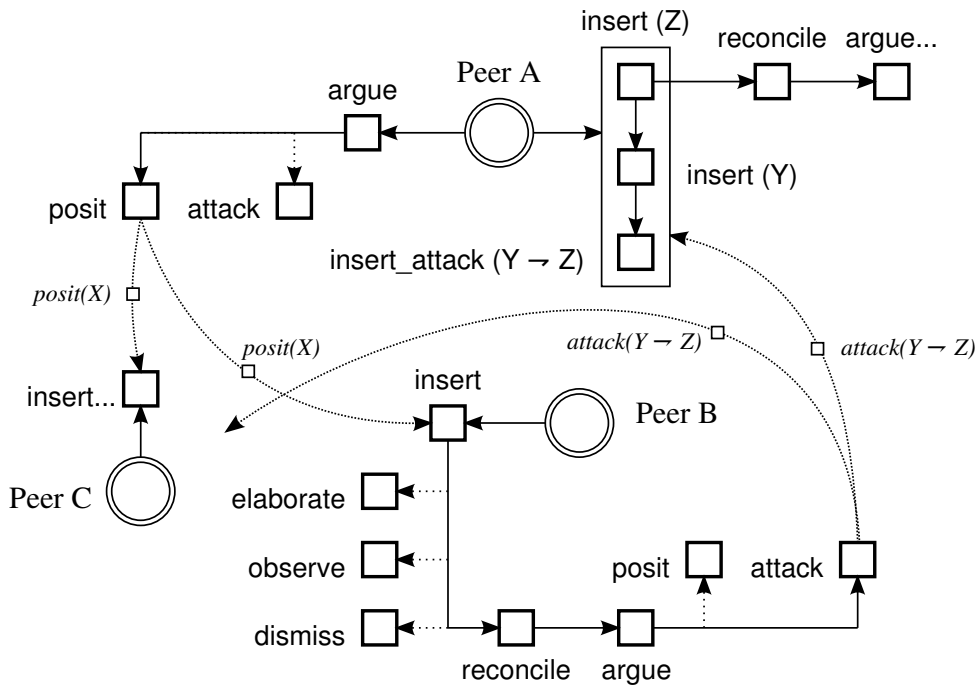 insert (Z)
reconcile
argue...
Peer A
argue
insert (Y)
posit
attack
insert_attack (Y ⇁ Z)
posit(X)
posit(X)
attack(Y ⇁ Z)
attack(Y ⇁ Z)
insert...
insert
Peer B
Peer C
elaborate
observe
posit
attack
dismiss
reconcile
argue